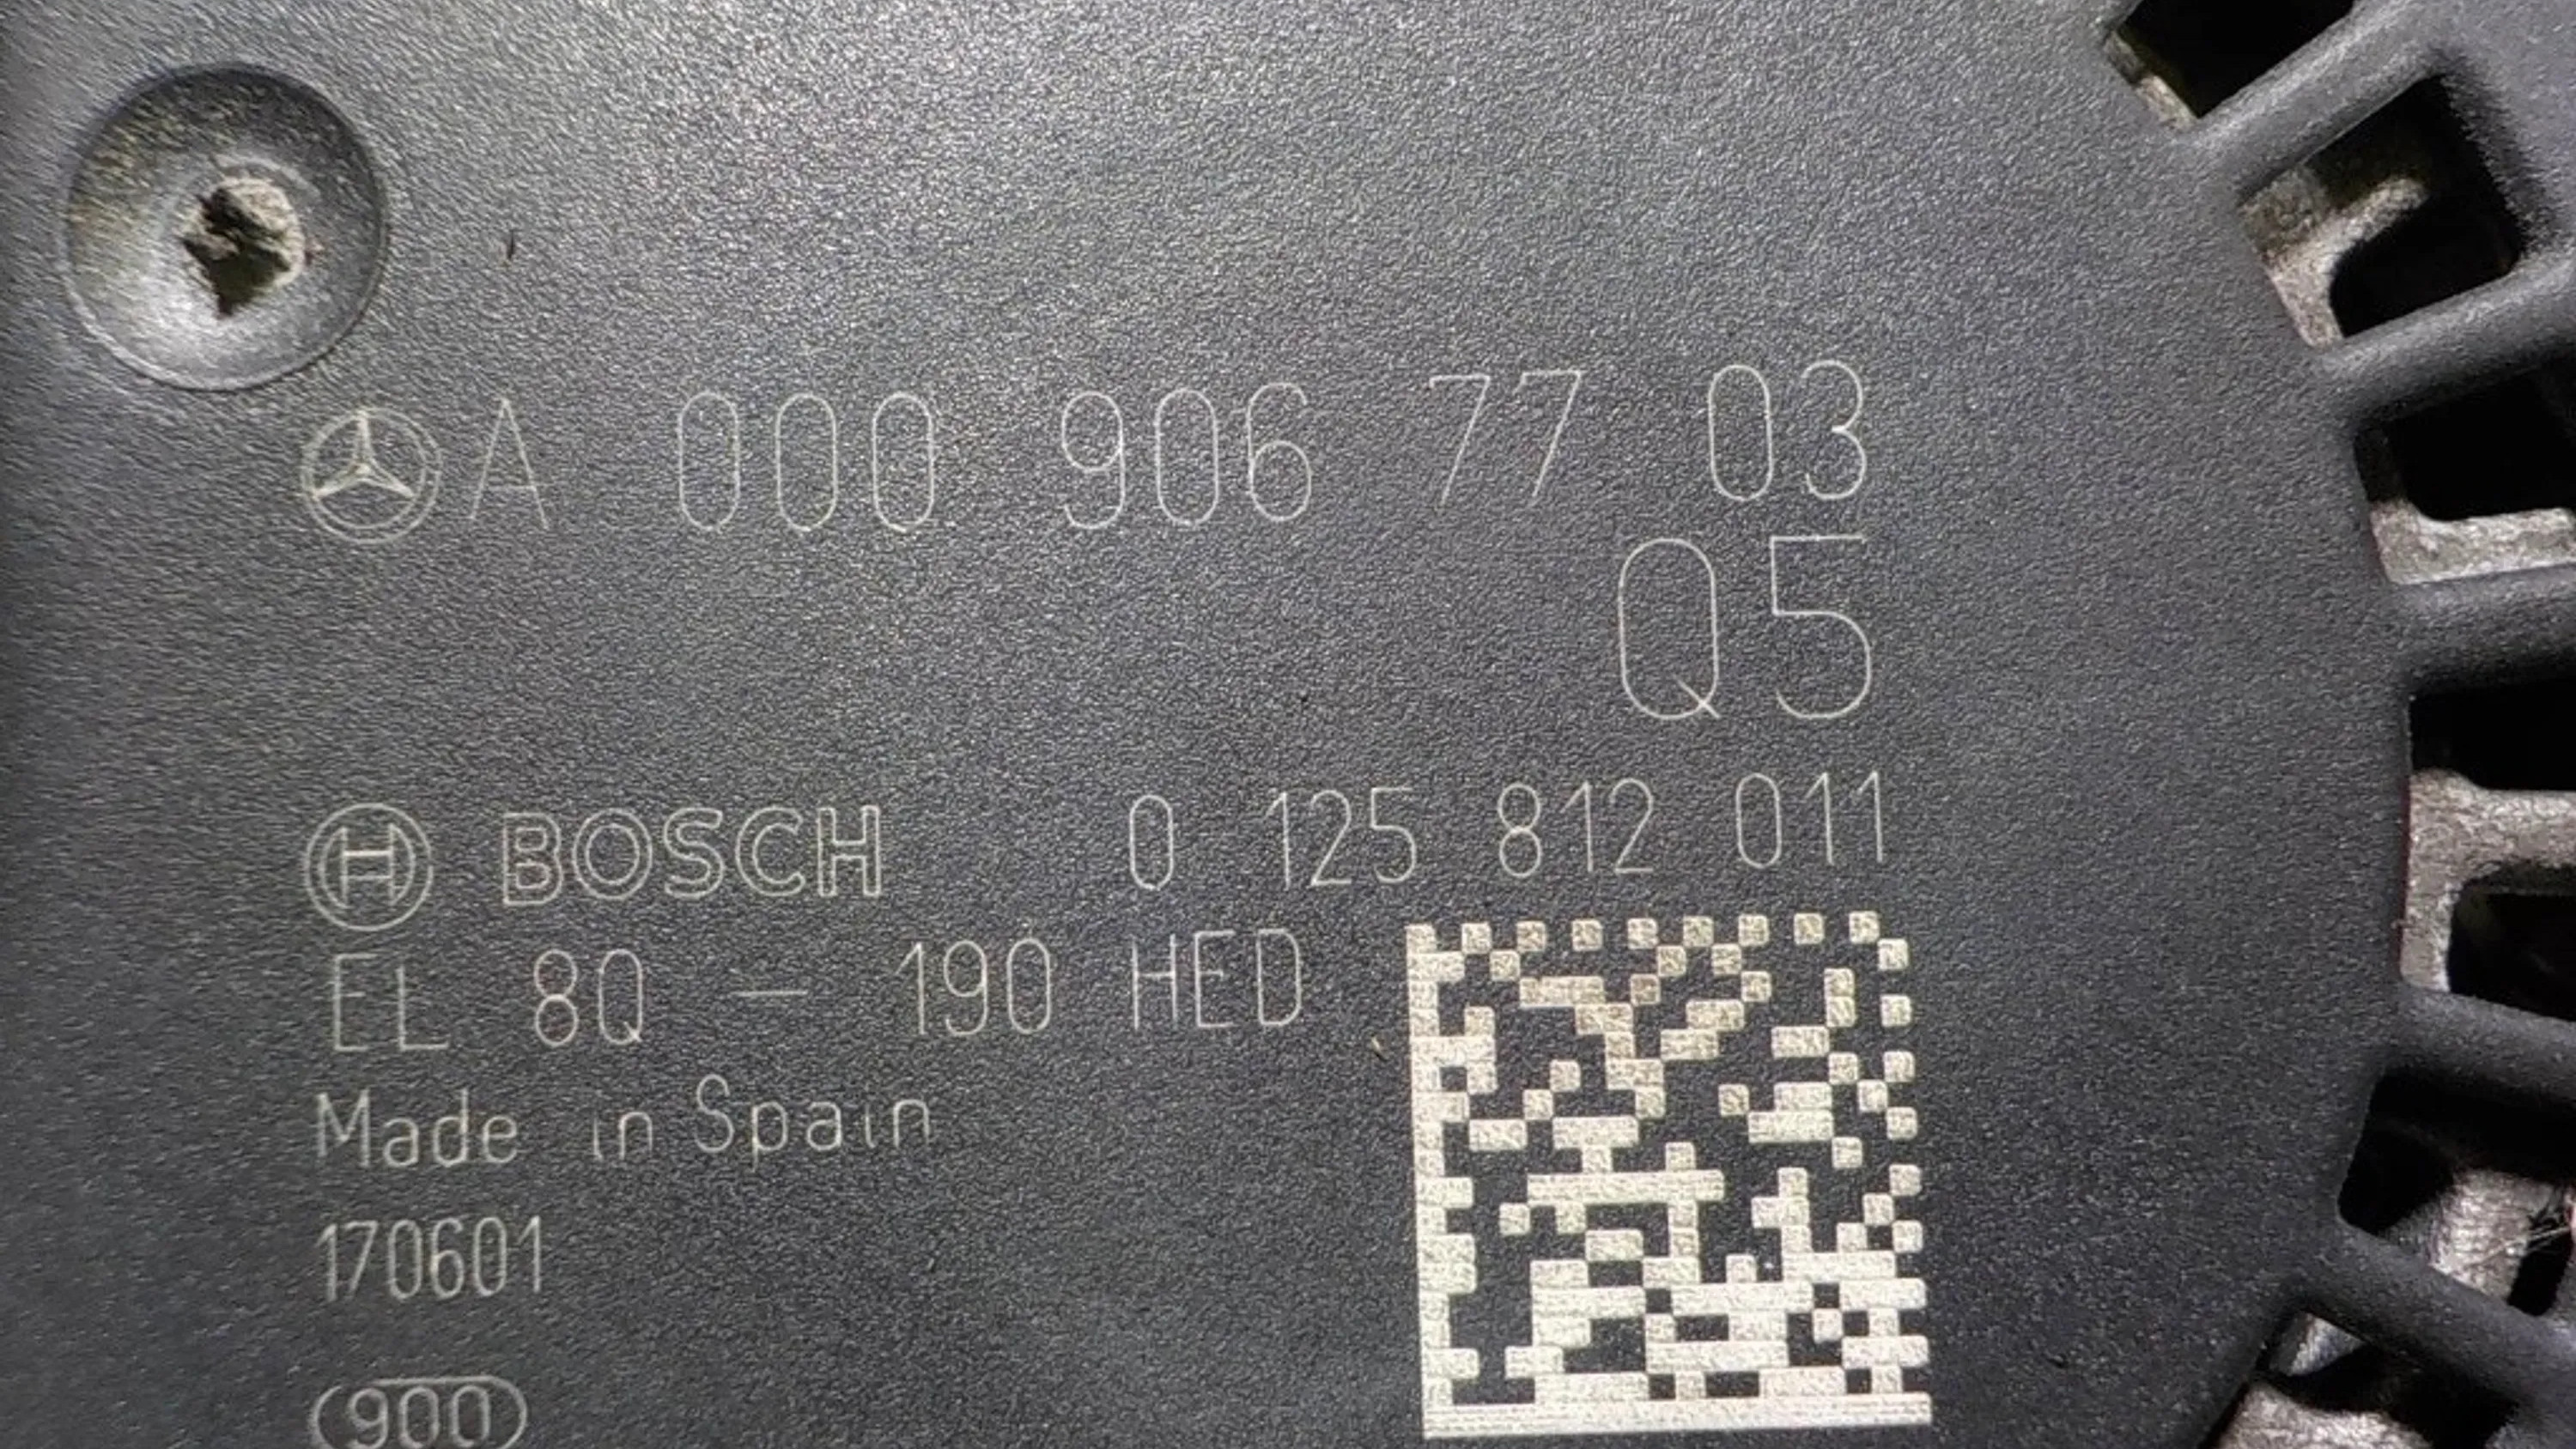 A 000 906 77 03
Q5
BOSCH 0 125 812 011
EL 8Q – 190 HED
Made in Spain
170601
900